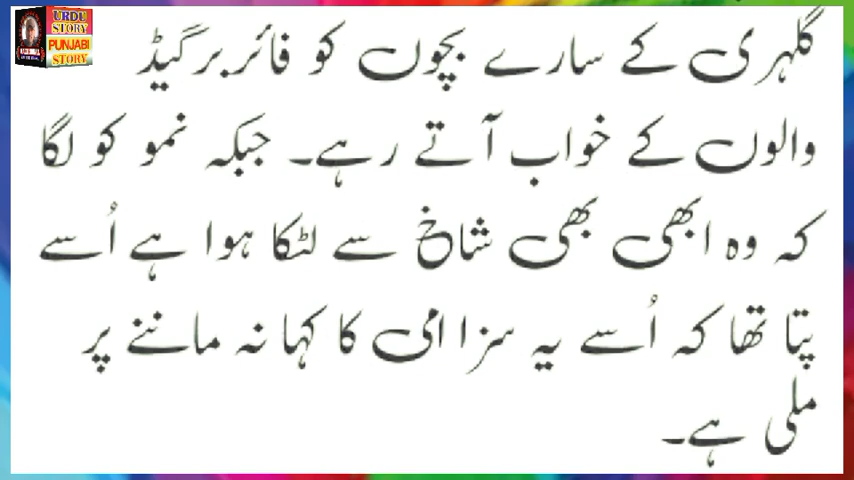 URDU
STORY
PUNJABI
STORY
گلہری کے سارے بچوں کو فائر برگیڈ
والوں کے خواب آتے رہے۔ جبکہ نمو کو لگا
کہ وہ ابھی بھی شاخ سے لٹکا ہوا ہے اُسے
پتا تھا کہ اُسے یہ سزا امی کا کہا نہ ماننے پر
ملی ہے۔